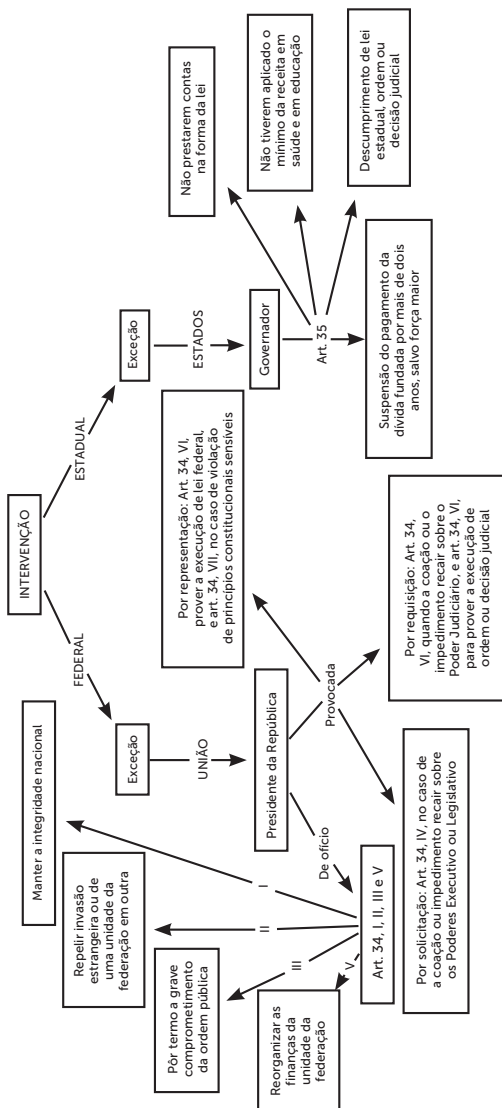 INTERVENÇÃO
FEDERAL
ESTADUAL
Exceção
UNIÃO
Presidente da República
De ofício
Art. 34, I, II, III e V
I
Manter a integridade nacional
II
Repelir invasão
estrangeira ou de
uma unidade da
federação em outra
III
Pôr termo a grave
comprometimento
da ordem pública
V
Reorganizar as
finanças da
unidade da
federação
Provocada
Por solicitação: Art. 34, IV, no caso de
a coação ou impedimento recair sobre
os Poderes Executivo ou Legislativo
Por requisição: Art. 34,
VI, quando a coação ou o
impedimento recair sobre o
Poder Judiciário, e art. 34, VI,
para prover a execução de
ordem ou decisão judicial
Por representação: Art. 34, VI,
prover a execução de lei federal,
e art. 34, VII, no caso de violação
de princípios constitucionais sensíveis
Exceção
ESTADOS
Governador
Art. 35
Não prestarem contas
na forma da lei
Não tiverem aplicado o
mínimo da receita em
saúde e em educação
Descumprimento de lei
estadual, ordem ou
decisão judicial
Suspensão do pagamento da
dívida fundada por mais de dois
anos, salvo força maior